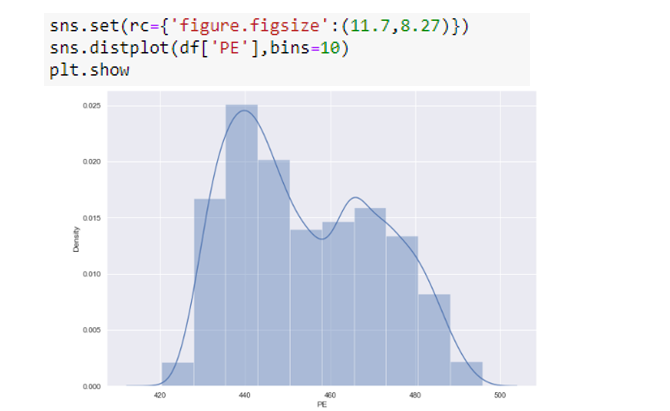 sns.set(rc={'figure.figsize':(11.7,8.27)})
sns.distplot(df['PE'],bins=10)
plt.show
0.025
0.020
0.015
0.010
0.005
0.000
Density
420 440 460 480 500
PE